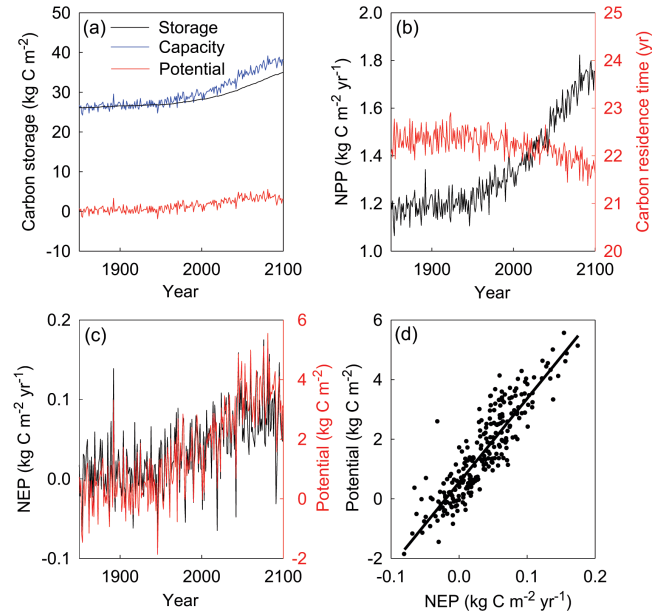 (a)
Storage
Capacity
Potential
50
40
30
20
10
0
-10
Carbon storage (kg C m⁻²)
1900 2000 2100
Year
(b)
1.8
1.6
1.4
1.2
1.0
NPP (kg C m⁻² yr⁻¹)
25
24
23
22
21
20
Carbon residence time (yr)
1900 2000 2100
Year
(c)
0.2
0.1
0.0
-0.1
NEP (kg C m⁻² yr⁻¹)
6
4
2
0
-2
Potential (kg C m⁻²)
1900 2000 2100
Year
(d)
6
4
2
0
-2
Potential (kg C m⁻²)
-0.1 0.0 0.1 0.2
NEP (kg C m⁻² yr⁻¹)